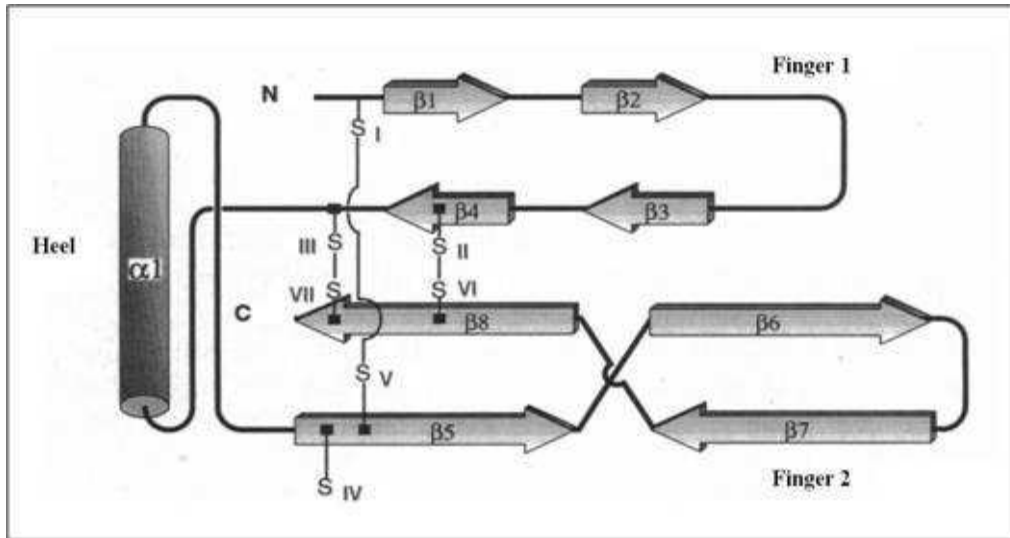 Finger 1
N
β1
β2
S I
β4
β3
Heel
α1
III S
S II
VII S
S VI
C
β8
β6
S V
β5
β7
S IV
Finger 2